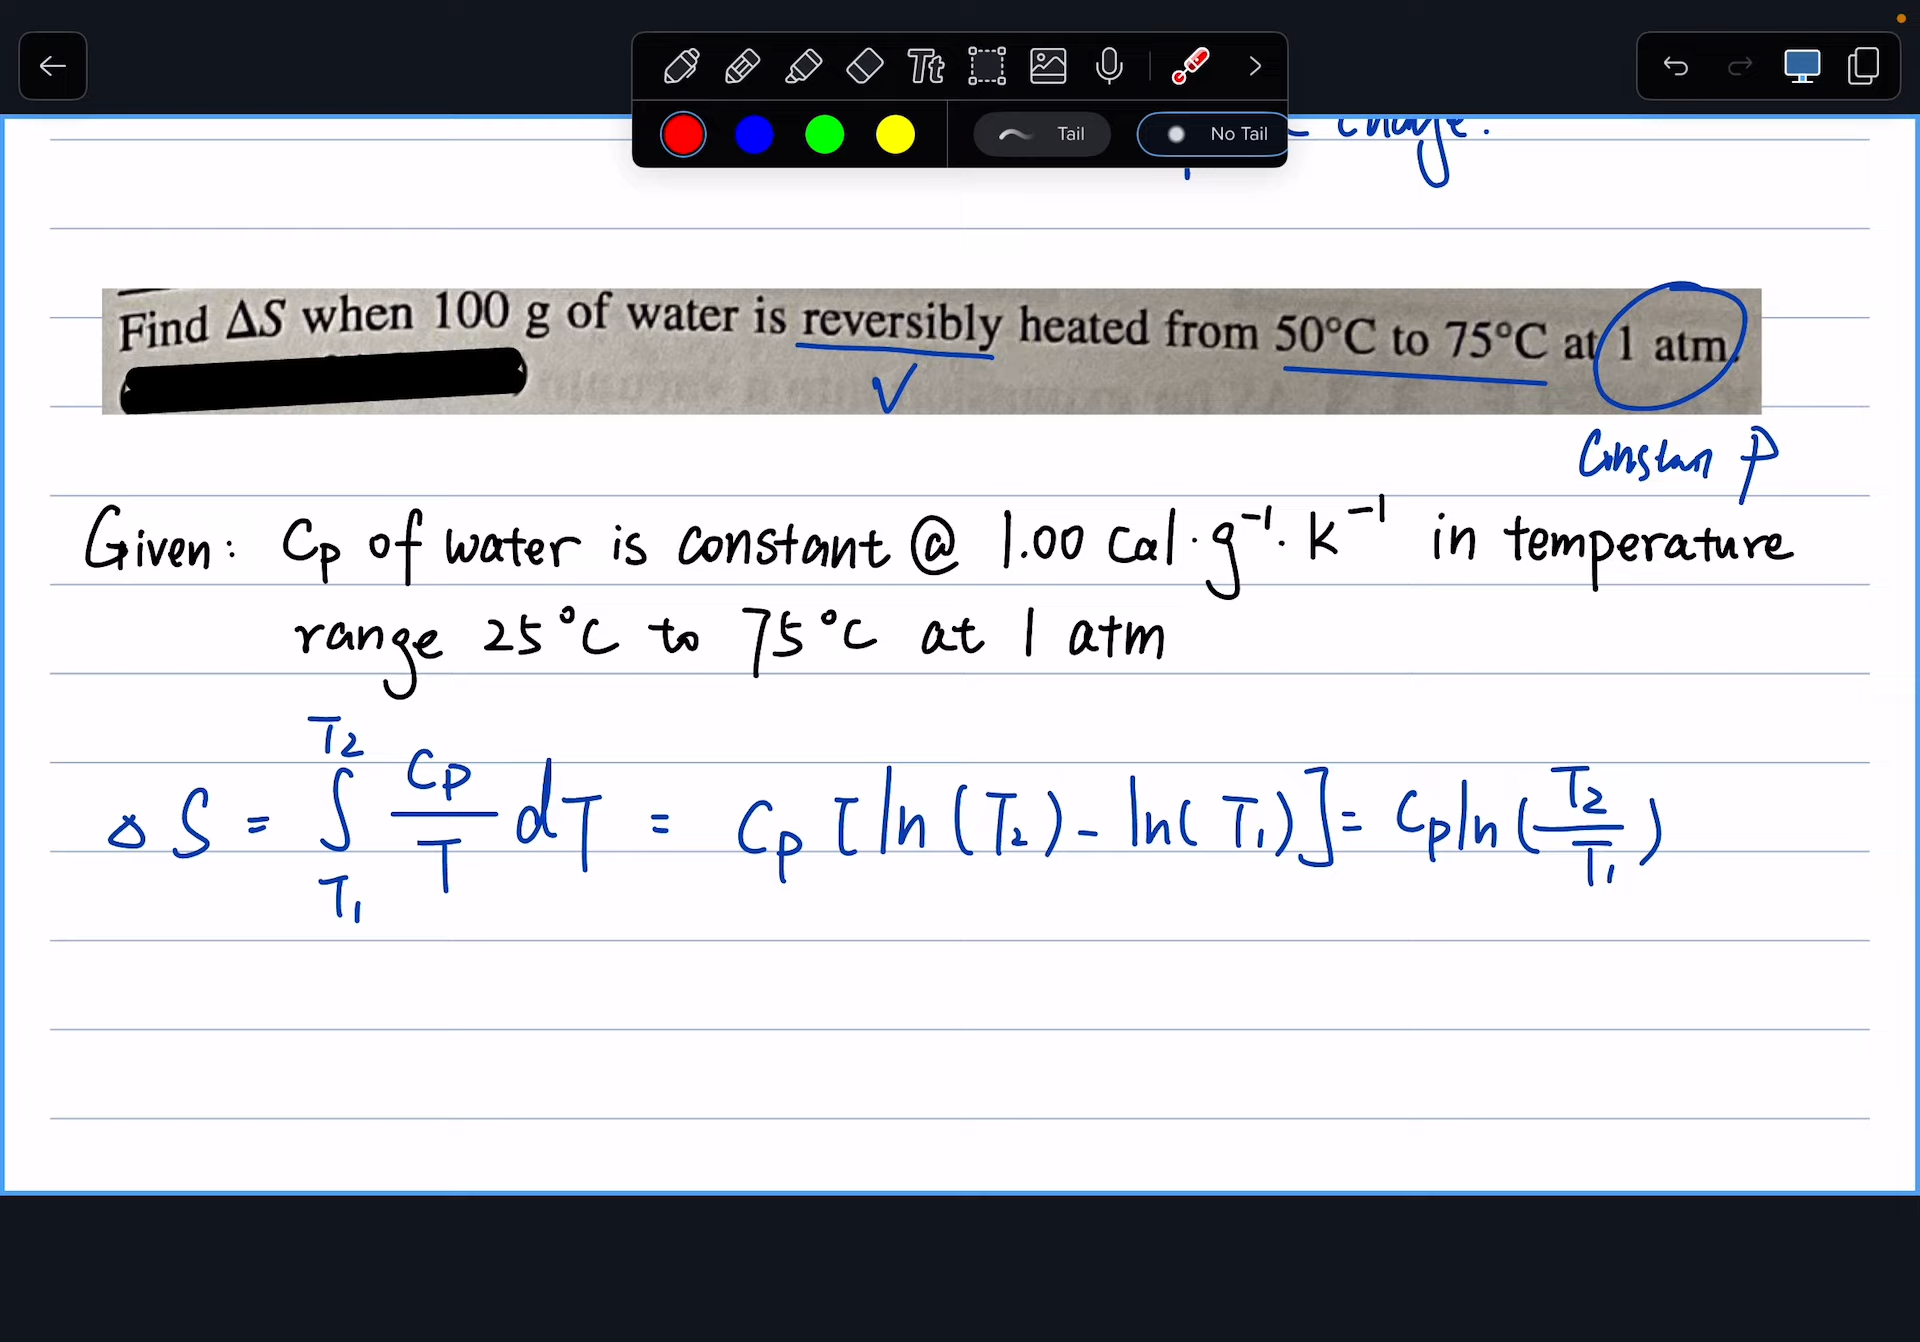 Tt
Tail
No Tail
change.
Find ΔS when 100 g of water is reversibly heated from 50°C to 75°C at 1 atm.
Constan P
Given: Cp of water is constant @ 1.00 Cal·g⁻¹·K⁻¹ in temperature
range 25°C to 75°C at 1 atm
ΔS = ∫_{T₁}^{T₂} Cp/T dT = Cp [ln(T₂) - ln(T₁)] = Cp ln(T₂/T₁)